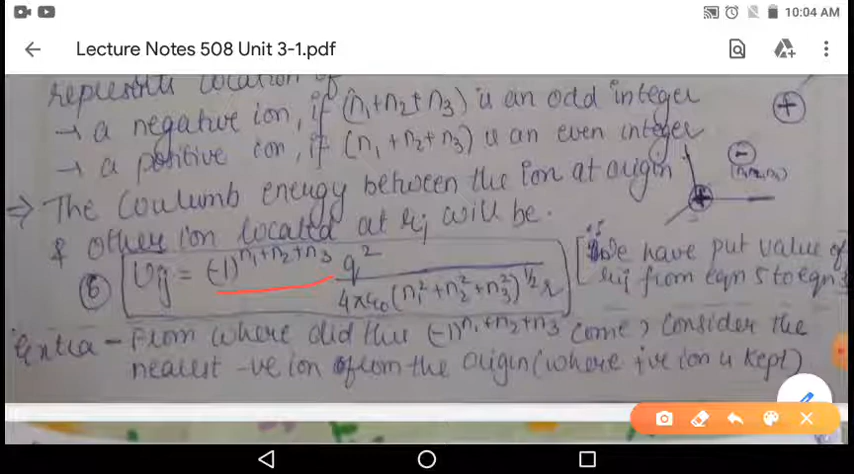 10:04 AM
Lecture Notes 508 Unit 3-1.pdf
represents location of
→ a negative ion, if (n₁+n₂+n₃) is an odd integer
→ a positive ion, if (n₁+n₂+n₃) is an even integer
⇒ The Coulumb energy between the ion at origin
& other ion located at rij will be.
⑥ Uij = (-1)^(n₁+n₂+n₃) q² / 4πε₀(n₁²+n₂²+n₃²)^½ r
[We have put value of
rij from eqn 5 to eqn 3
Extra - From where did this (-1)^(n₁+n₂+n₃) come? Consider the
nearest -ve ion from the origin (where +ve ion is kept)